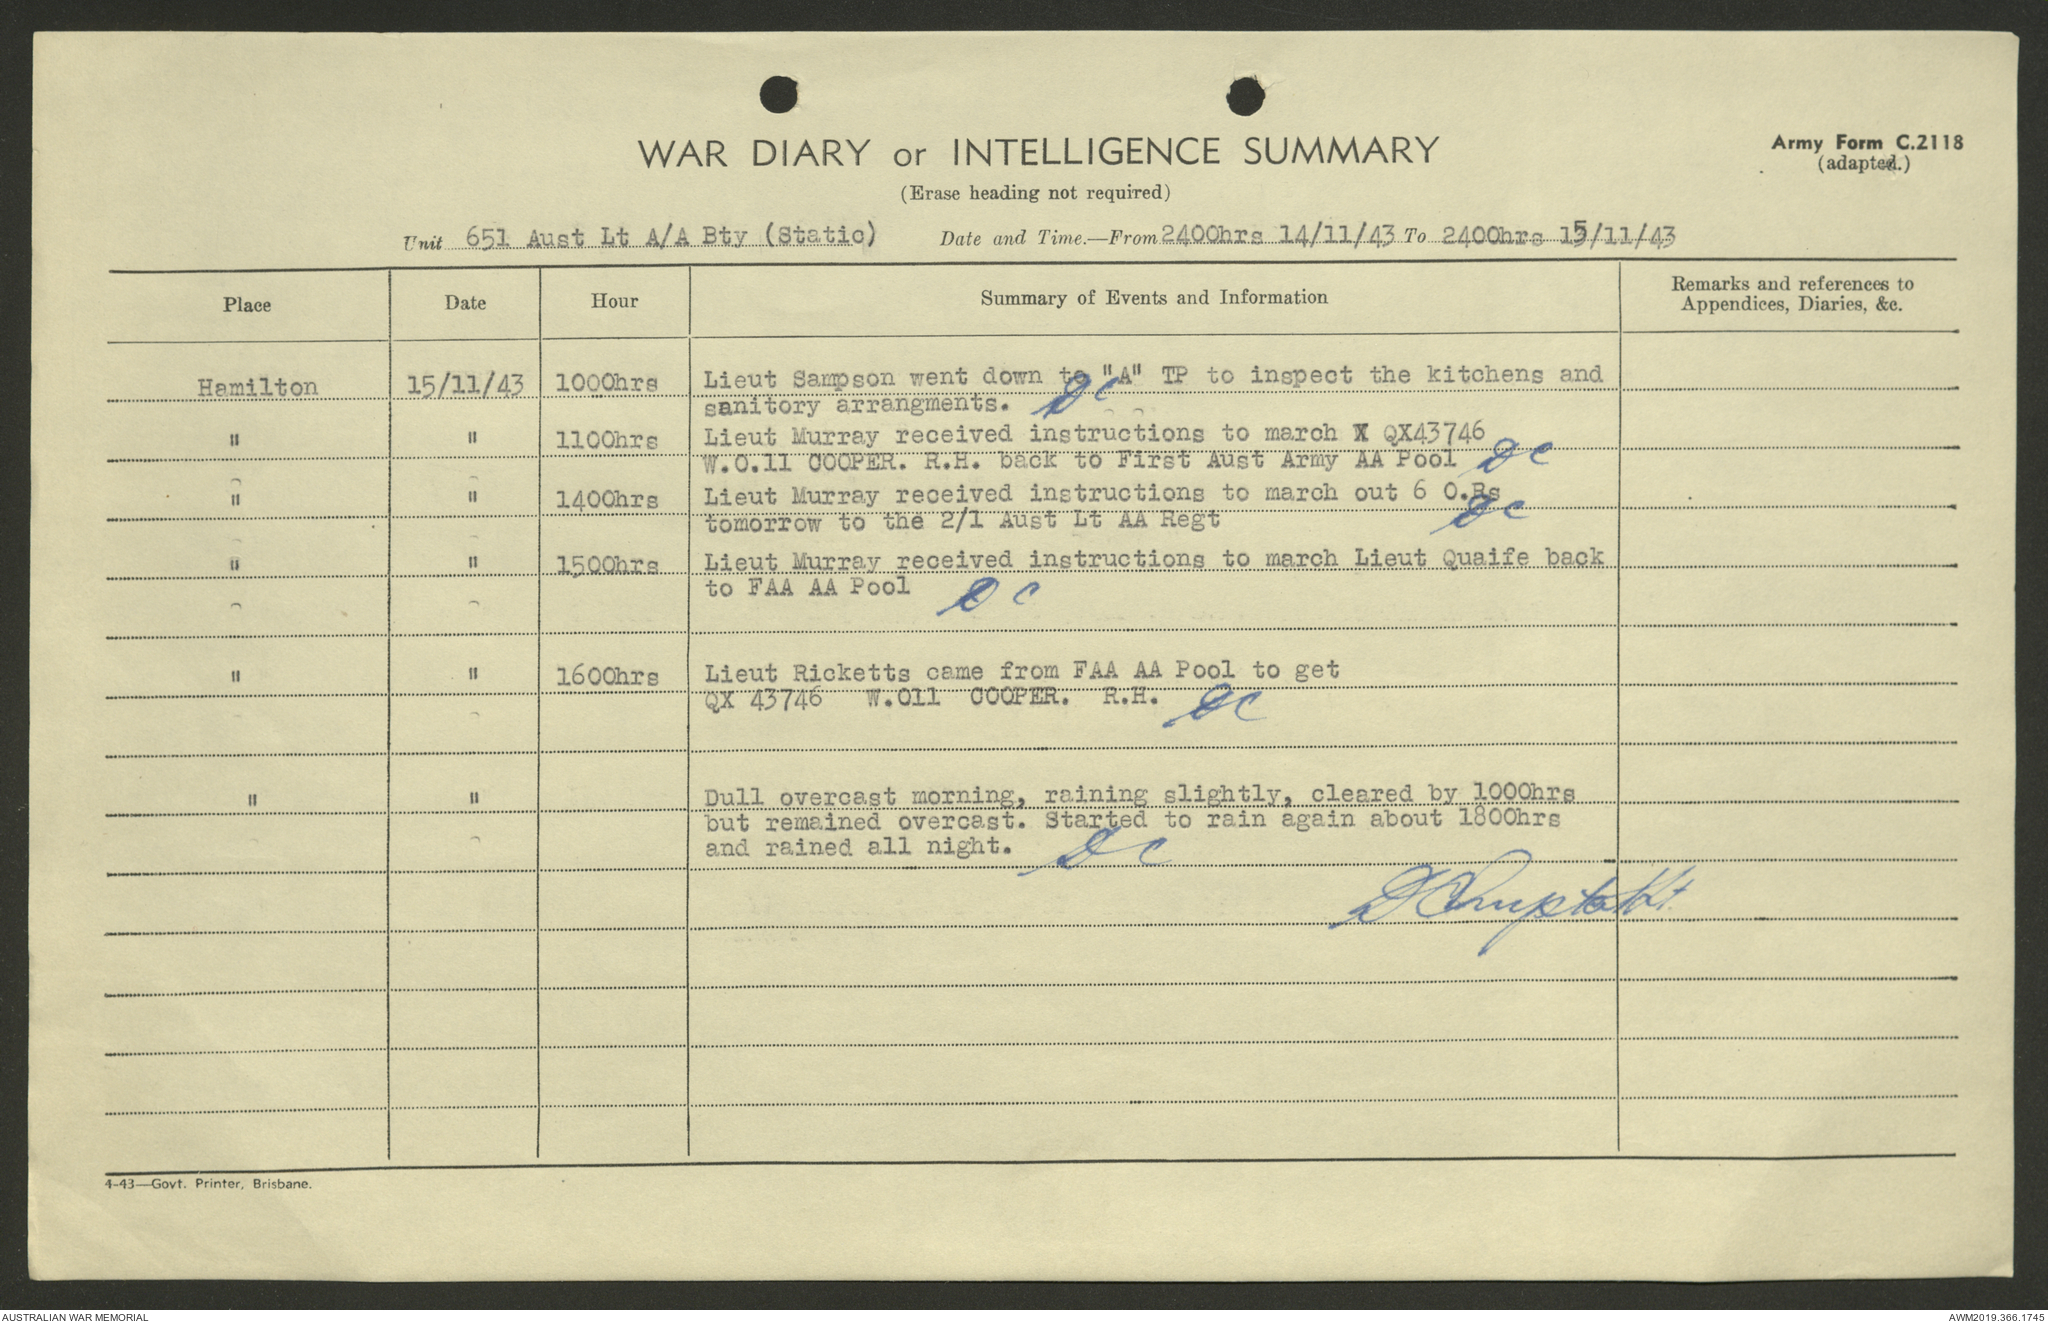 WAR DIARY or INTELLIGENCE SUMMARY
Army Form C.2118
(adapted.)
(Erase heading not required)
Unit 651 Aust Lt A/A Bty (Static) Date and Time.—From 2400hrs 14/11/43 To 2400hrs 15/11/43
Place Date Hour Summary of Events and Information Remarks and references to
Appendices, Diaries, &c.
Hamilton 15/11/43 1000hrs Lieut Sampson went down to "A" TP to inspect the kitchens and
sanitory arrangments. DC
" " 1100hrs Lieut Murray received instructions to march X QX43746
W.O.11 COOPER. R.H. back to First Aust Army AA Pool DC
" " 1400hrs Lieut Murray received instructions to march out 6 O.Rs
tomorrow to the 2/1 Aust Lt AA Regt DC
" " 1500hrs Lieut Murray received instructions to march Lieut Quaife back
to FAA AA Pool DC
" " 1600hrs Lieut Ricketts came from FAA AA Pool to get
QX 43746 W.O11 COOPER. R.H. DC
" " Dull overcast morning, raining slightly, cleared by 1000hrs
but remained overcast. Started to rain again about 1800hrs
and rained all night. DC
4-43—Govt. Printer, Brisbane.
AUSTRALIAN WAR MEMORIAL
AWM2019.366.1745